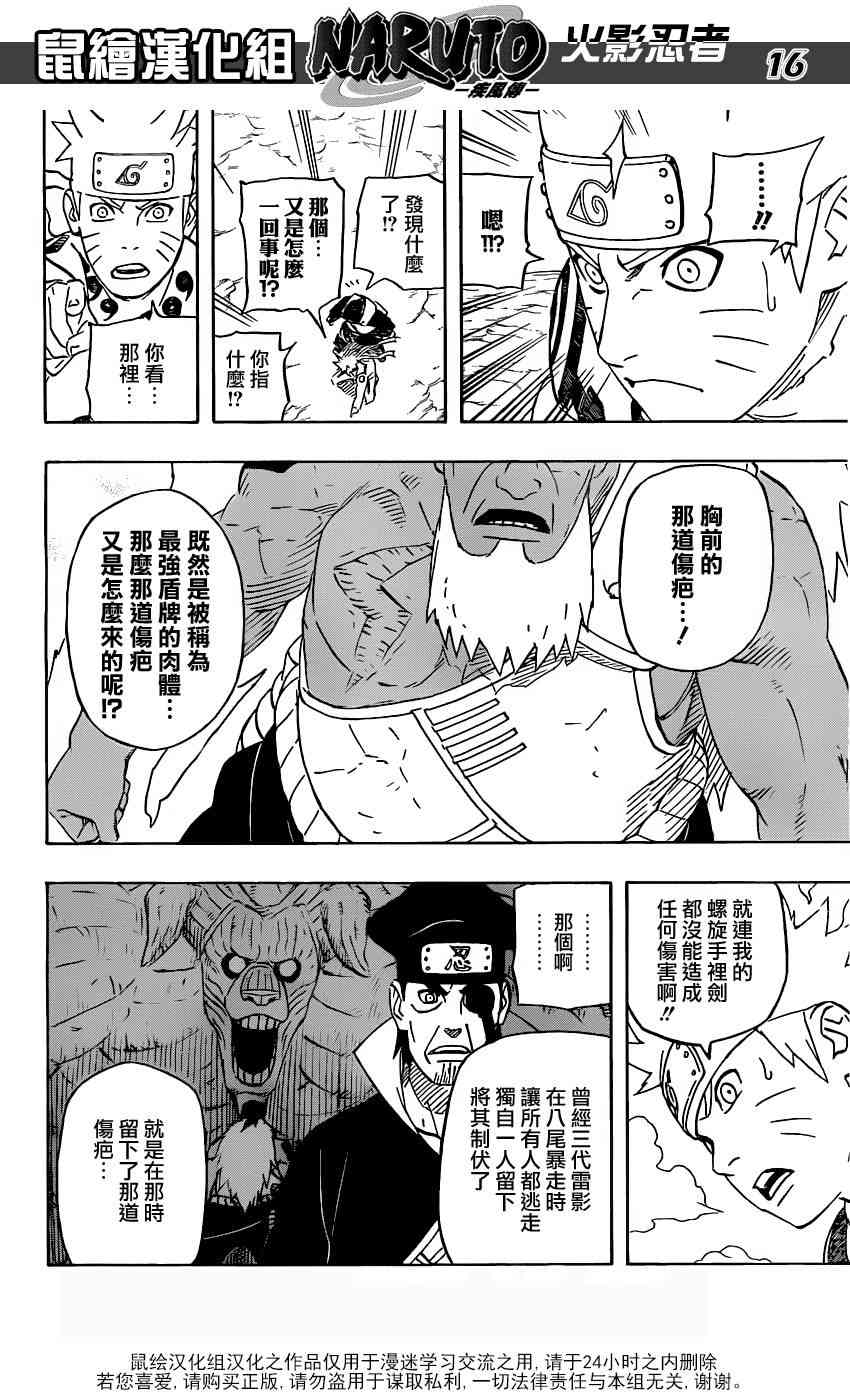 鼠繪漢化組
NARUTO
—疾風傳—
火影忍者
16
……!!
嗯
!!?
發現什麼
了!?
那個…
又是怎麼
一回事呢!?
你指
什麼!?
你看…
那裡…
胸前的
那道傷疤…!
既然是被稱為
最強盾牌的肉體…
那麼那道傷疤
又是怎麼來的呢!?
就連我的
螺旋手裡劍
都沒能造成
任何傷害啊!!
………
那個啊
………
忍
曾經三代雷影
在八尾暴走時
讓所有人都逃走
獨自一人留下
將其制伏了
就是在那時
留下了那道
傷疤…
鼠绘汉化组汉化之作品仅用于漫迷学习交流之用, 请于24小时之内删除
若您喜爱, 请购买正版, 请勿用于谋取私利, 一切法律责任与本组无关, 谢谢。